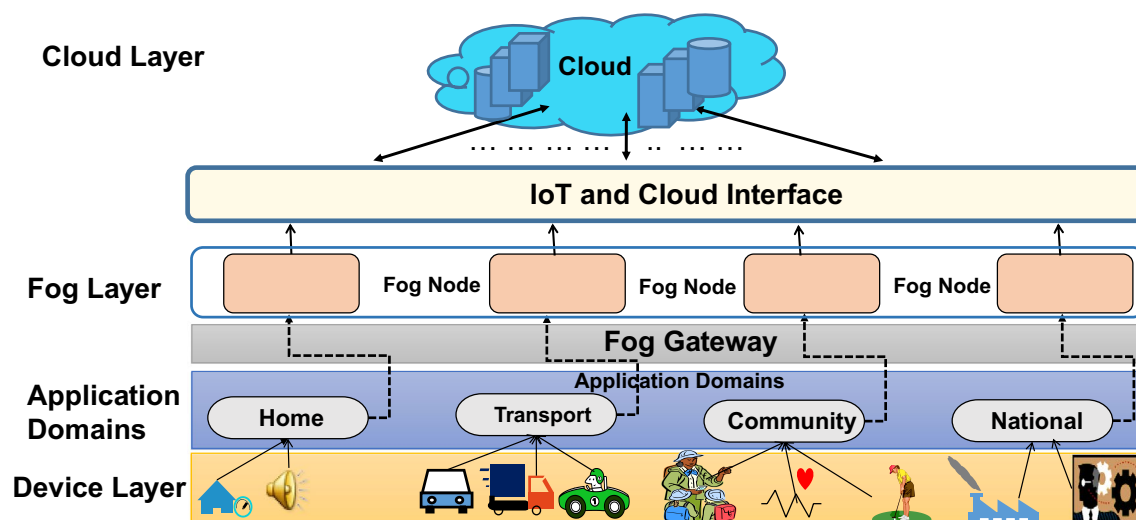 Cloud Layer
Cloud
... ... ... ... .. ... ...
IoT and Cloud Interface
Fog Layer
Fog Node
Fog Node
Fog Node
Fog Gateway
Application Domains
Application
Domains
Home
Transport
Community
National
Device Layer
1